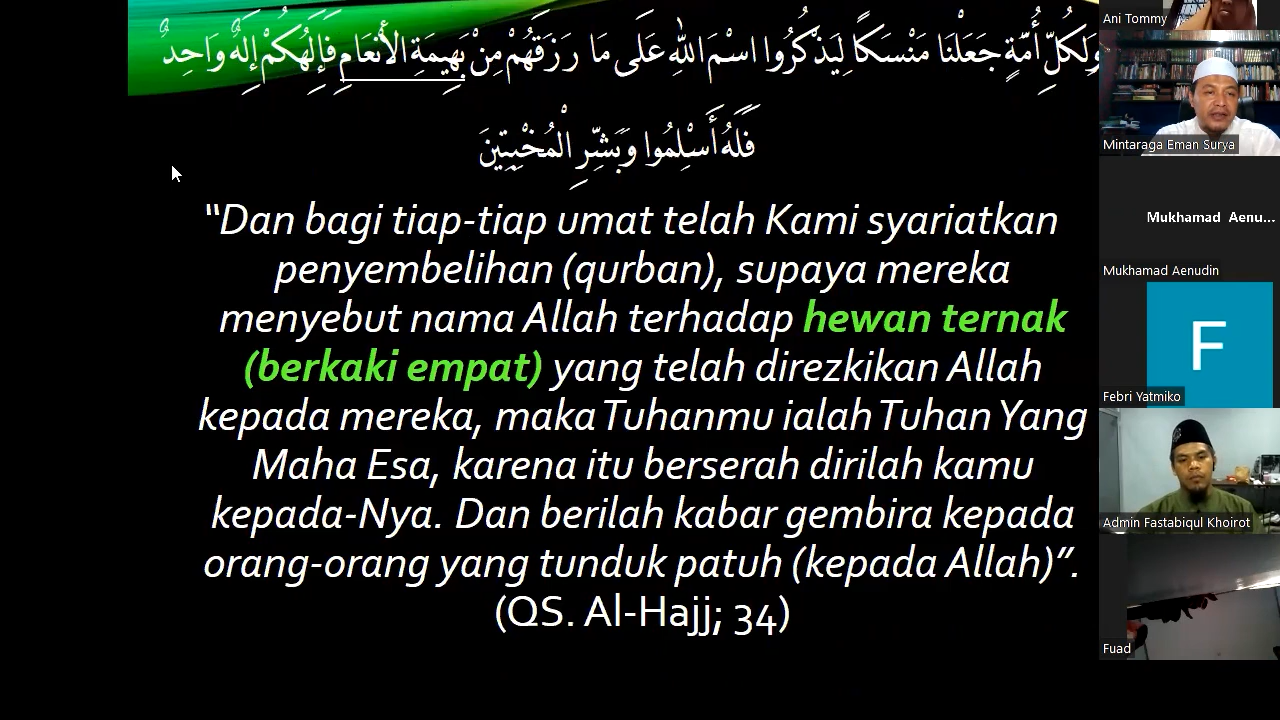 وَلِكُلِّ أُمَّةٍ جَعَلْنَا مَنْسَكًا لِيَذْكُرُوا اسْمَ اللَّهِ عَلَى مَا رَزَقَهُمْ مِنْ بَهِيمَةِ الْأَنْعَامِ فَإِلَهُكُمْ إِلَهٌ وَاحِدٌ
فَلَهُ أَسْلِمُوا وَبَشِّرِ الْمُخْبِتِينَ
“Dan bagi tiap-tiap umat telah Kami syariatkan
penyembelihan (qurban), supaya mereka
menyebut nama Allah terhadap hewan ternak
(berkaki empat) yang telah direzkikan Allah
kepada mereka, maka Tuhanmu ialah Tuhan Yang
Maha Esa, karena itu berserah dirilah kamu
kepada-Nya. Dan berilah kabar gembira kepada
orang-orang yang tunduk patuh (kepada Allah)”.
(QS. Al-Hajj; 34)
Ani Tommy
Mintaraga Eman Surya
Mukhamad Aenu...
Mukhamad Aenudin
F
Febri Yatmiko
Admin Fastabiqul Khoirot
Fuad